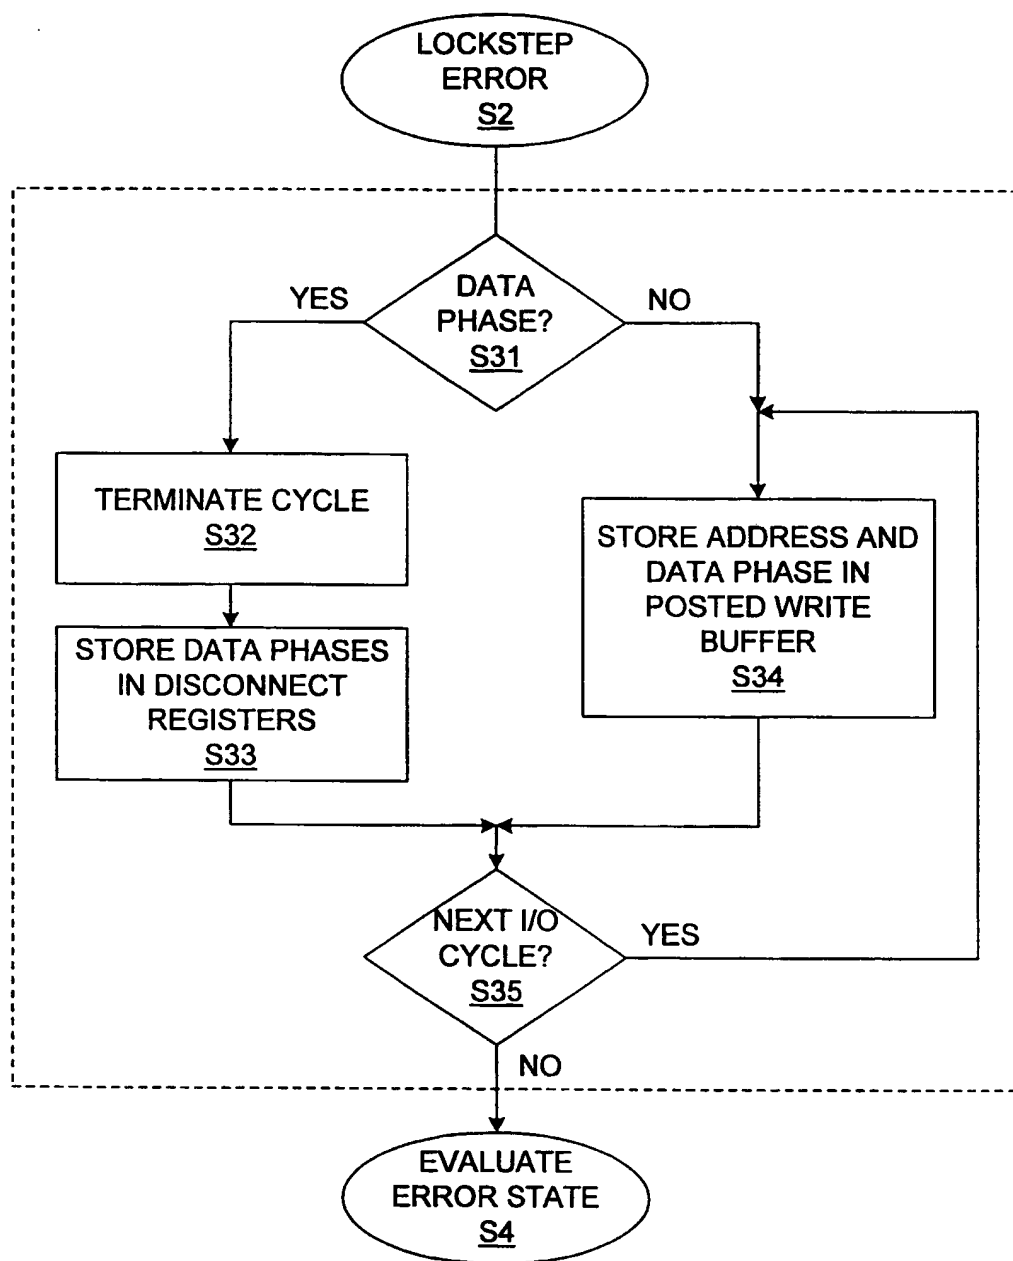 LOCKSTEP
ERROR
S2
DATA
PHASE?
S31
YES
NO
TERMINATE CYCLE
S32
STORE DATA PHASES
IN DISCONNECT
REGISTERS
S33
STORE ADDRESS AND
DATA PHASE IN
POSTED WRITE
BUFFER
S34
NEXT I/O
CYCLE?
S35
YES
NO
EVALUATE
ERROR STATE
S4